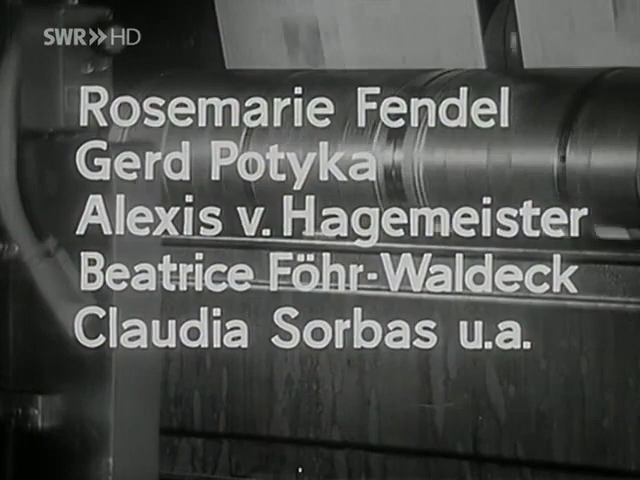 SWR»HD
Rosemarie Fendel
Gerd Potyka
Alexis v. Hagemeister
Beatrice Föhr-Waldeck
Claudia Sorbas u.a.